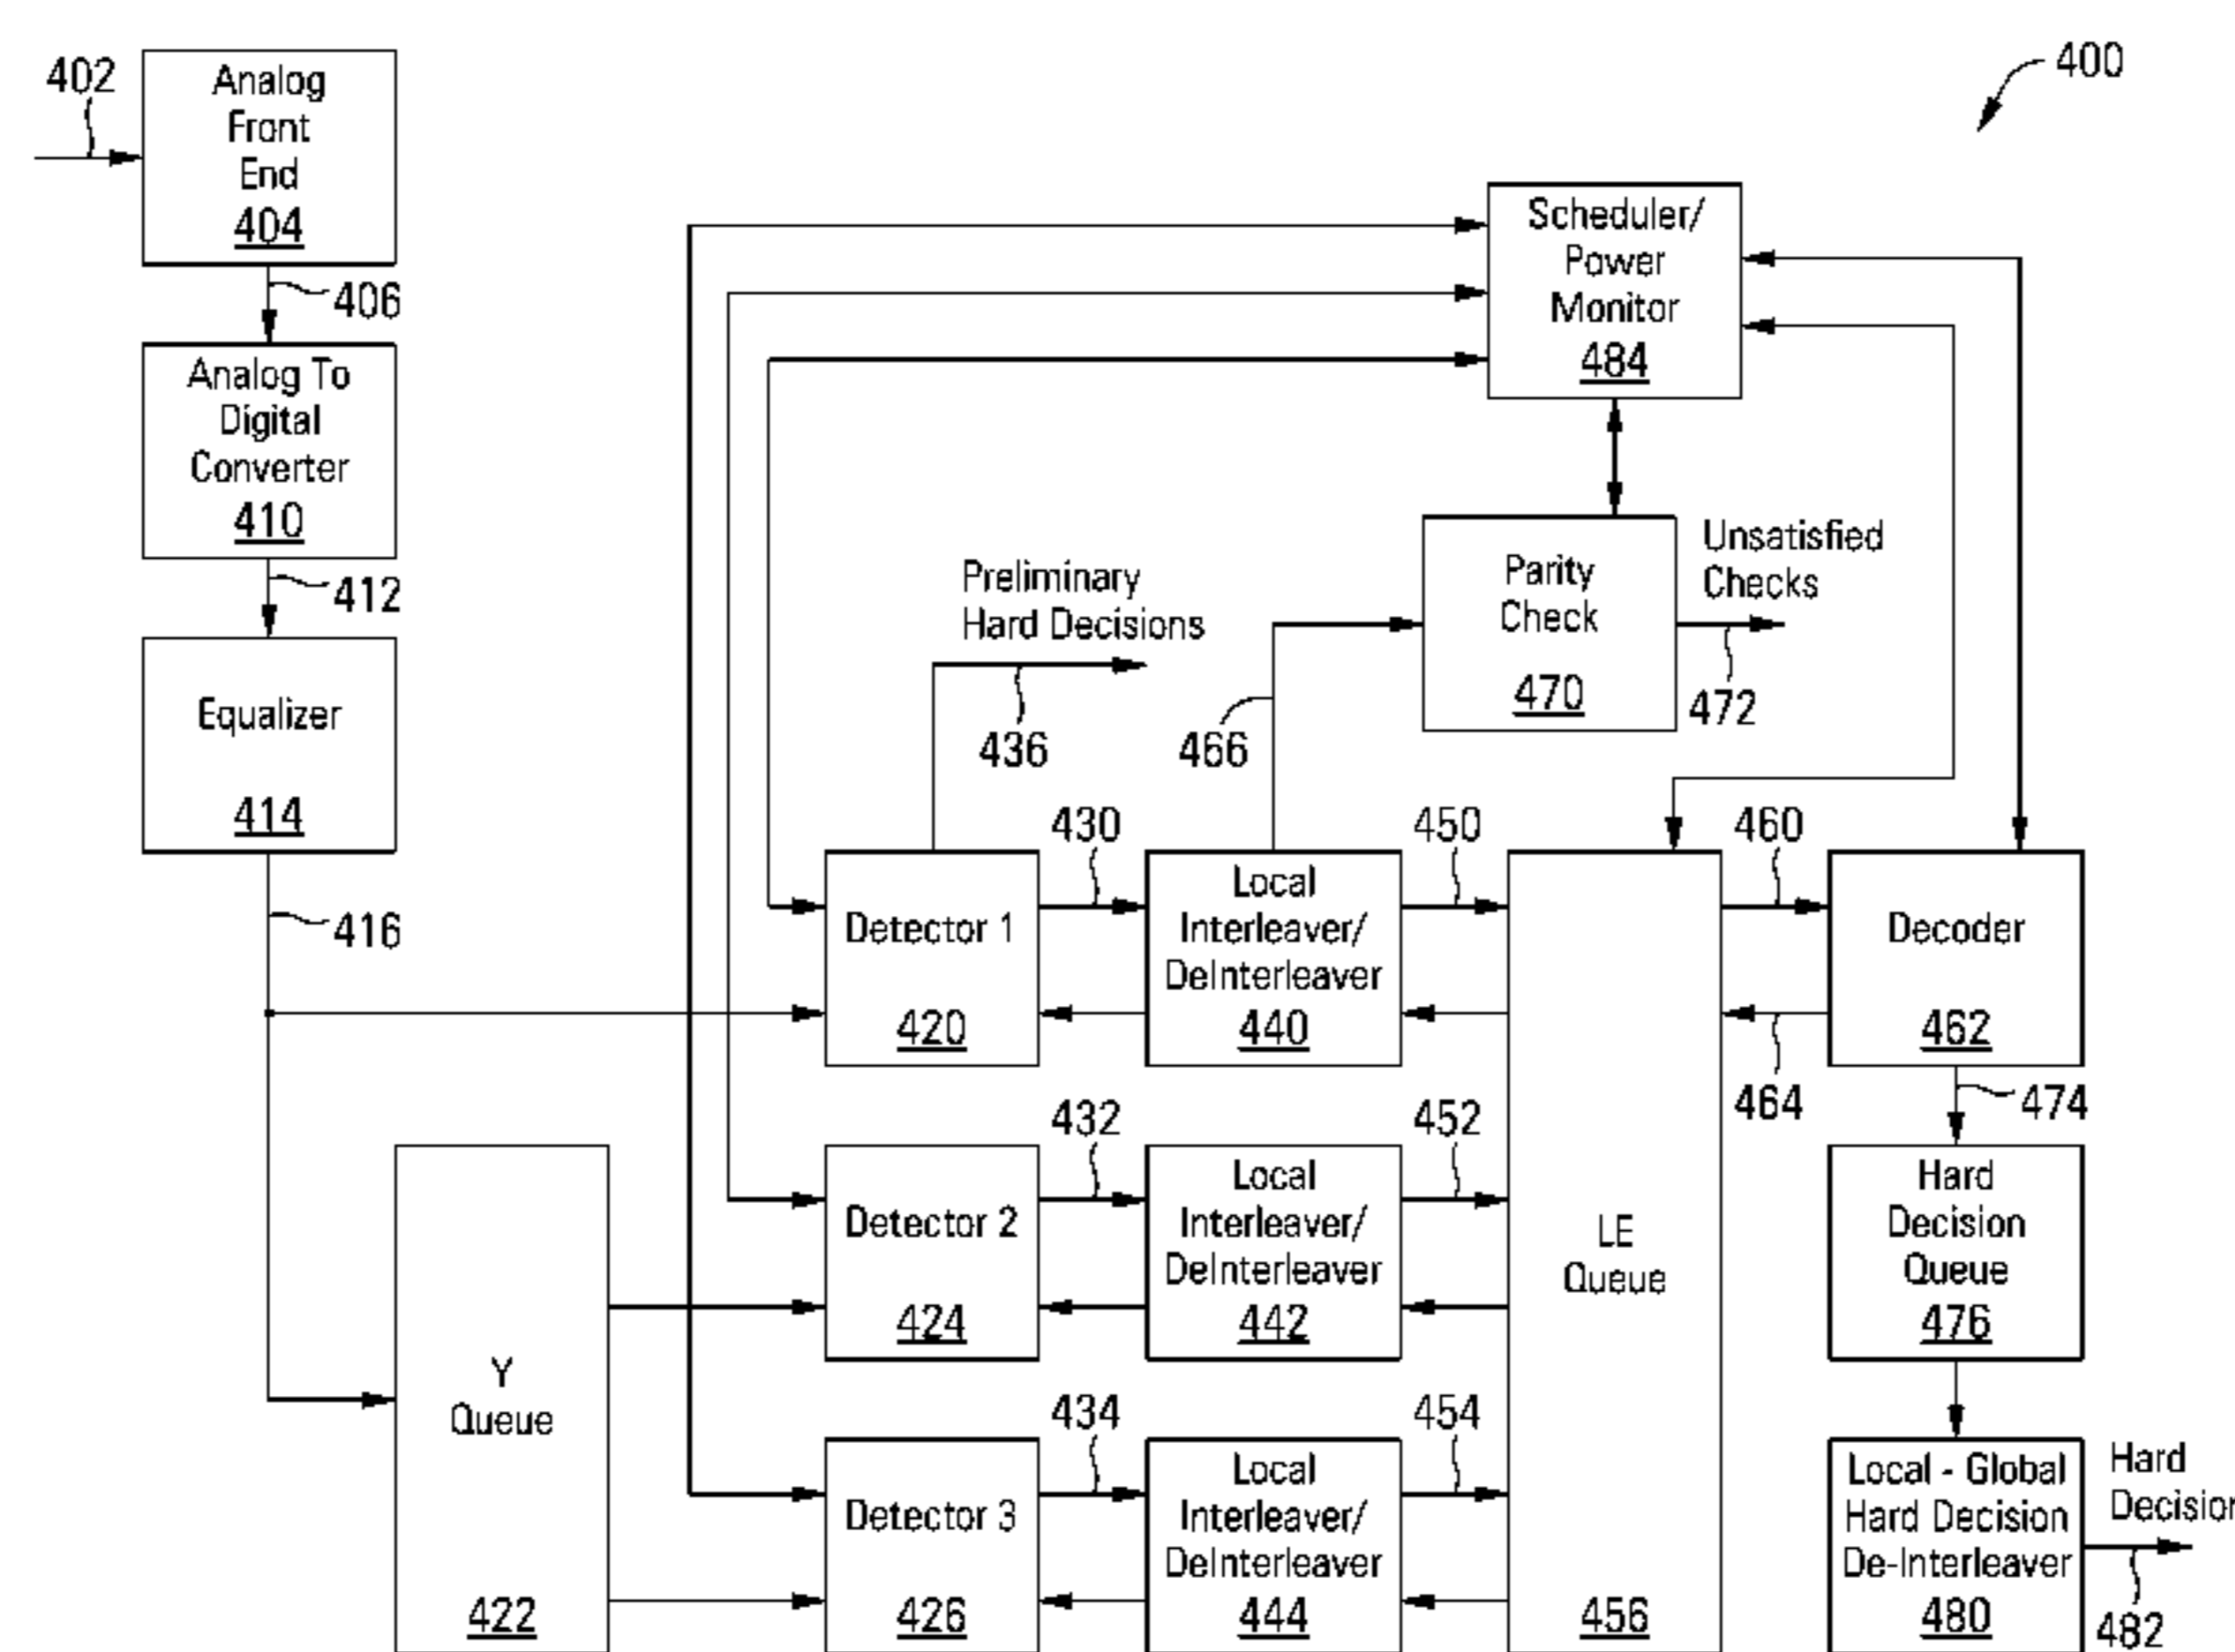 402
Analog
Front
End
404
406
Analog To
Digital
Converter
410
412
Equalizer
414
416
400
Scheduler/
Power
Monitor
484
Preliminary
Hard Decisions
436
466
Parity
Check
470
Unsatisfied
Checks
472
430
450
460
Detector 1
420
Local
Interleaver/
DeInterleaver
440
Decoder
462
464
474
432
452
Detector 2
424
Local
Interleaver/
DeInterleaver
442
LE
Queue
456
Hard
Decision
Queue
476
Y
Queue
422
434
454
Detector 3
426
Local
Interleaver/
DeInterleaver
444
Local - Global
Hard Decision
De-Interleaver
480
Hard
Decision
482